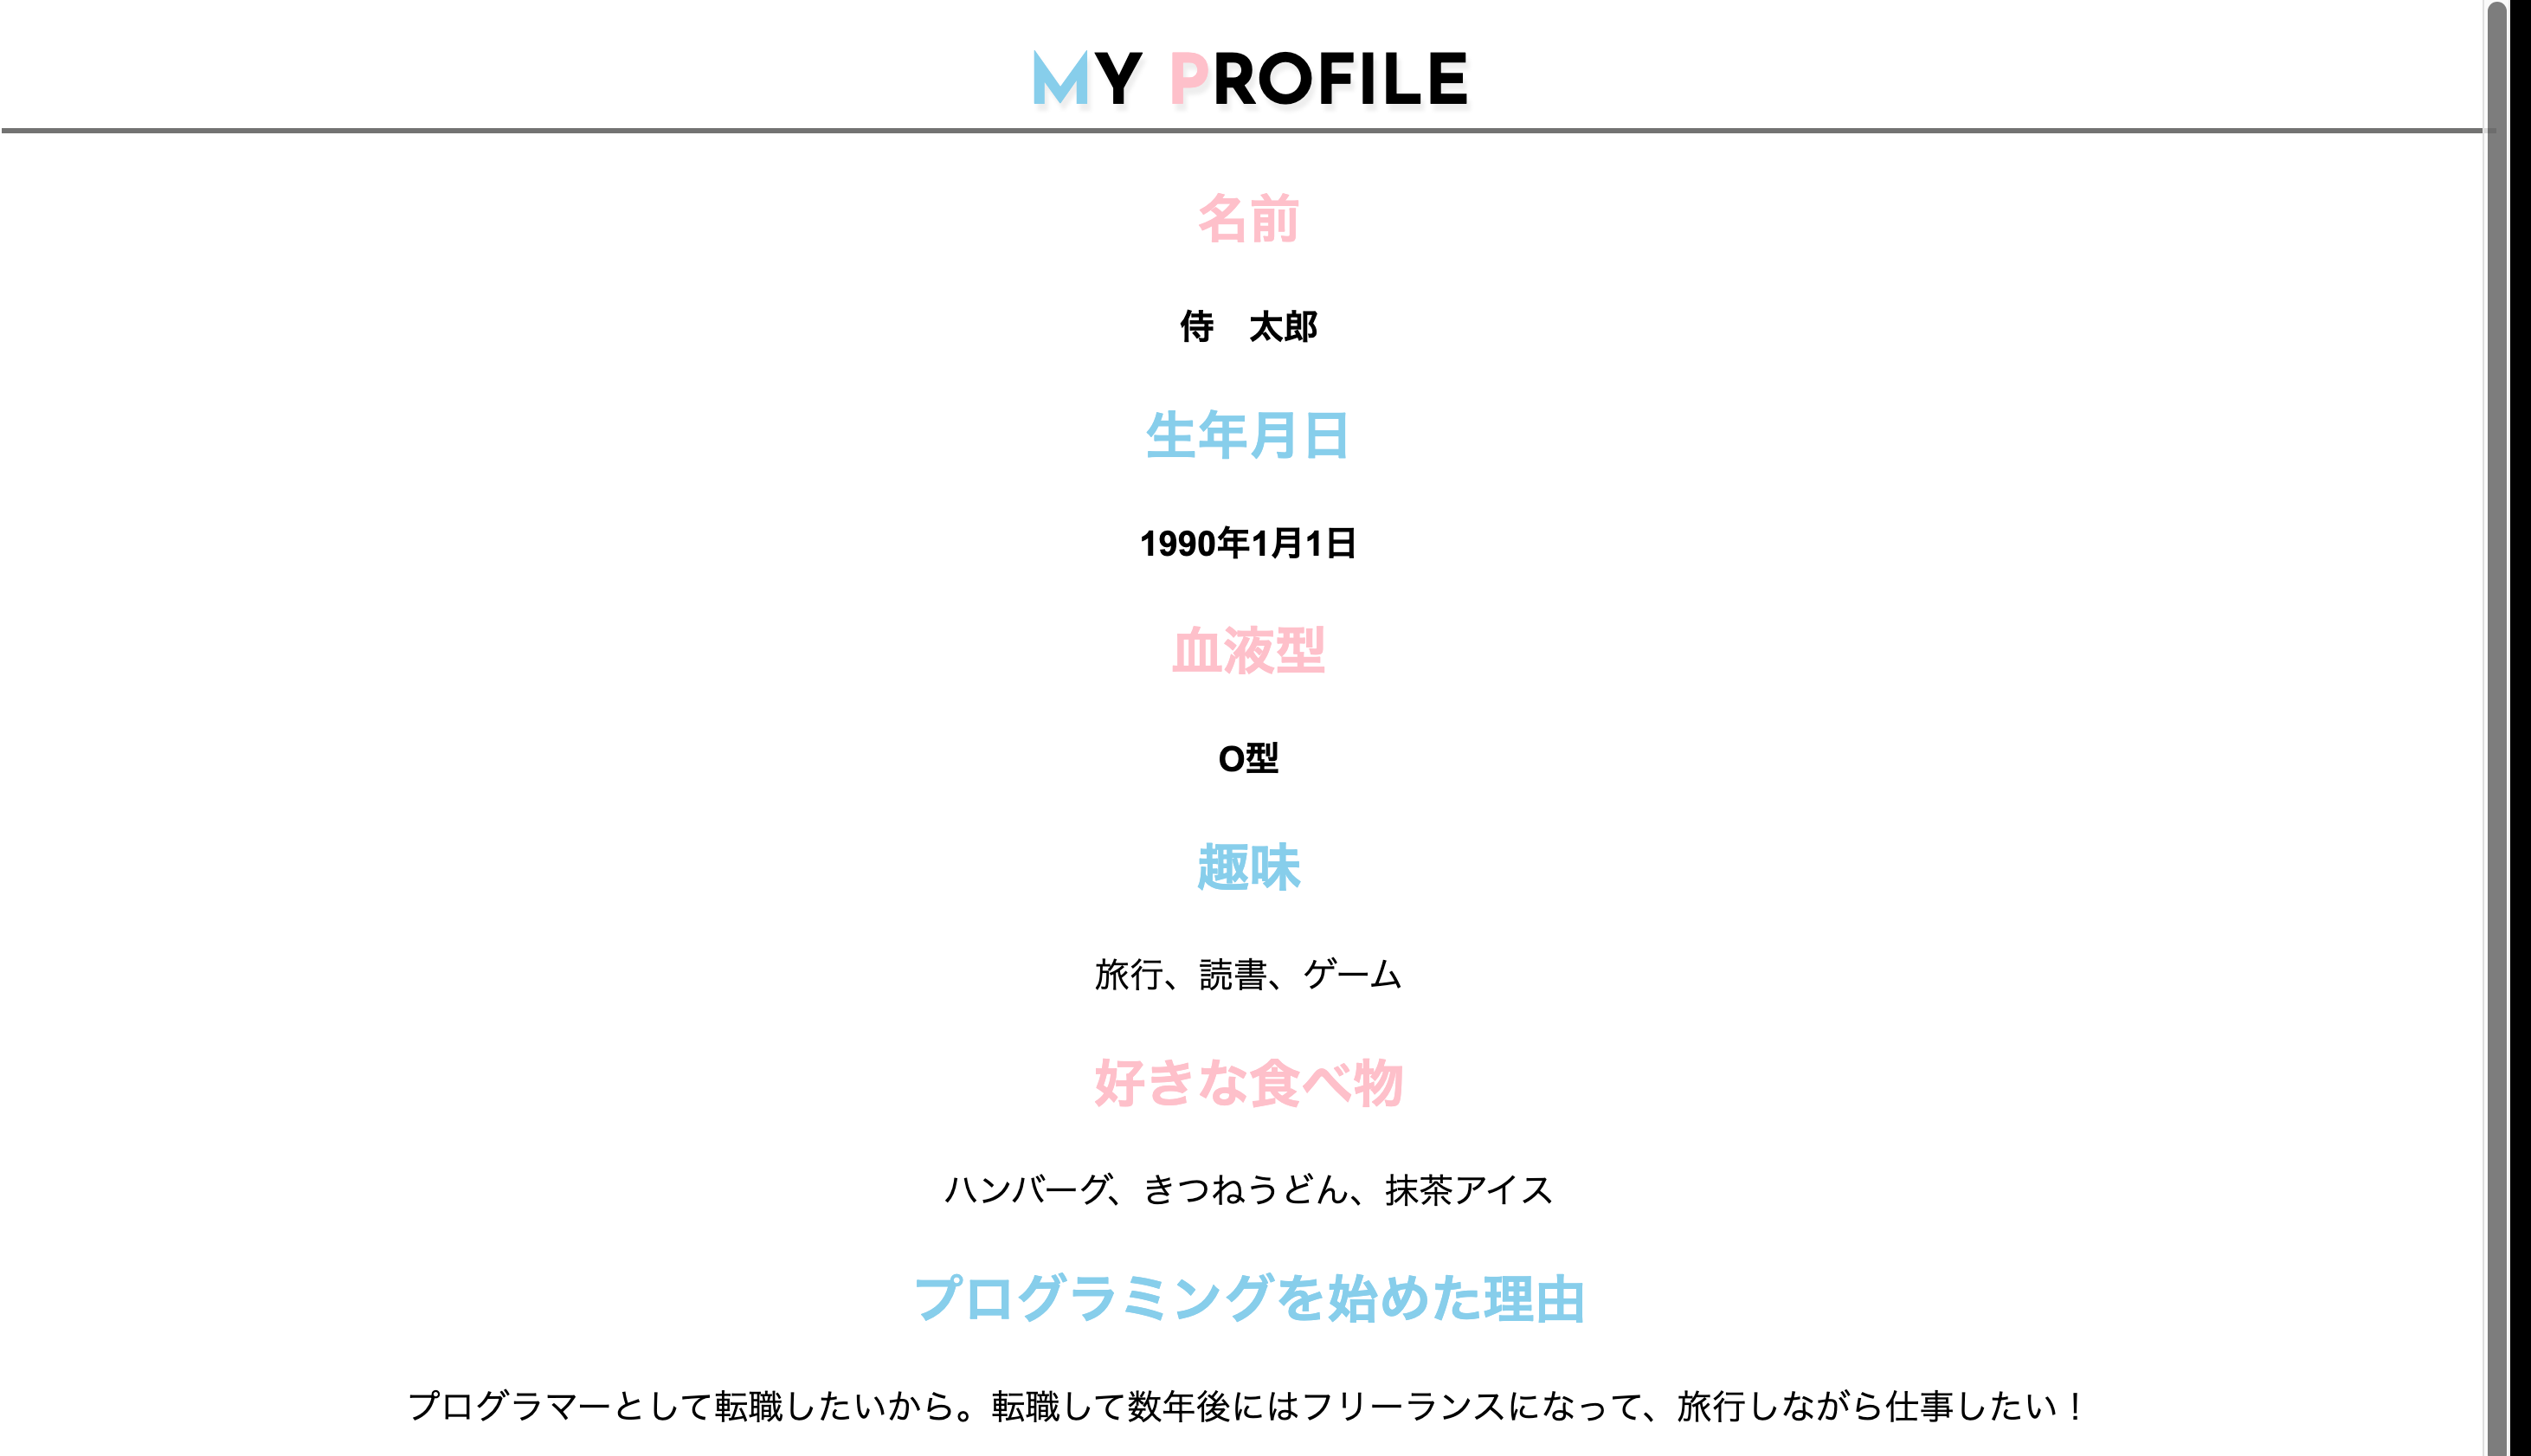 MY PROFILE
名前
侍　太郎
生年月日
1990年1月1日
血液型
O型
趣味
旅行、読書、ゲーム
好きな食べ物
ハンバーグ、きつねうどん、抹茶アイス
プログラミングを始めた理由
プログラマーとして転職したいから。転職して数年後にはフリーランスになって、旅行しながら仕事したい！